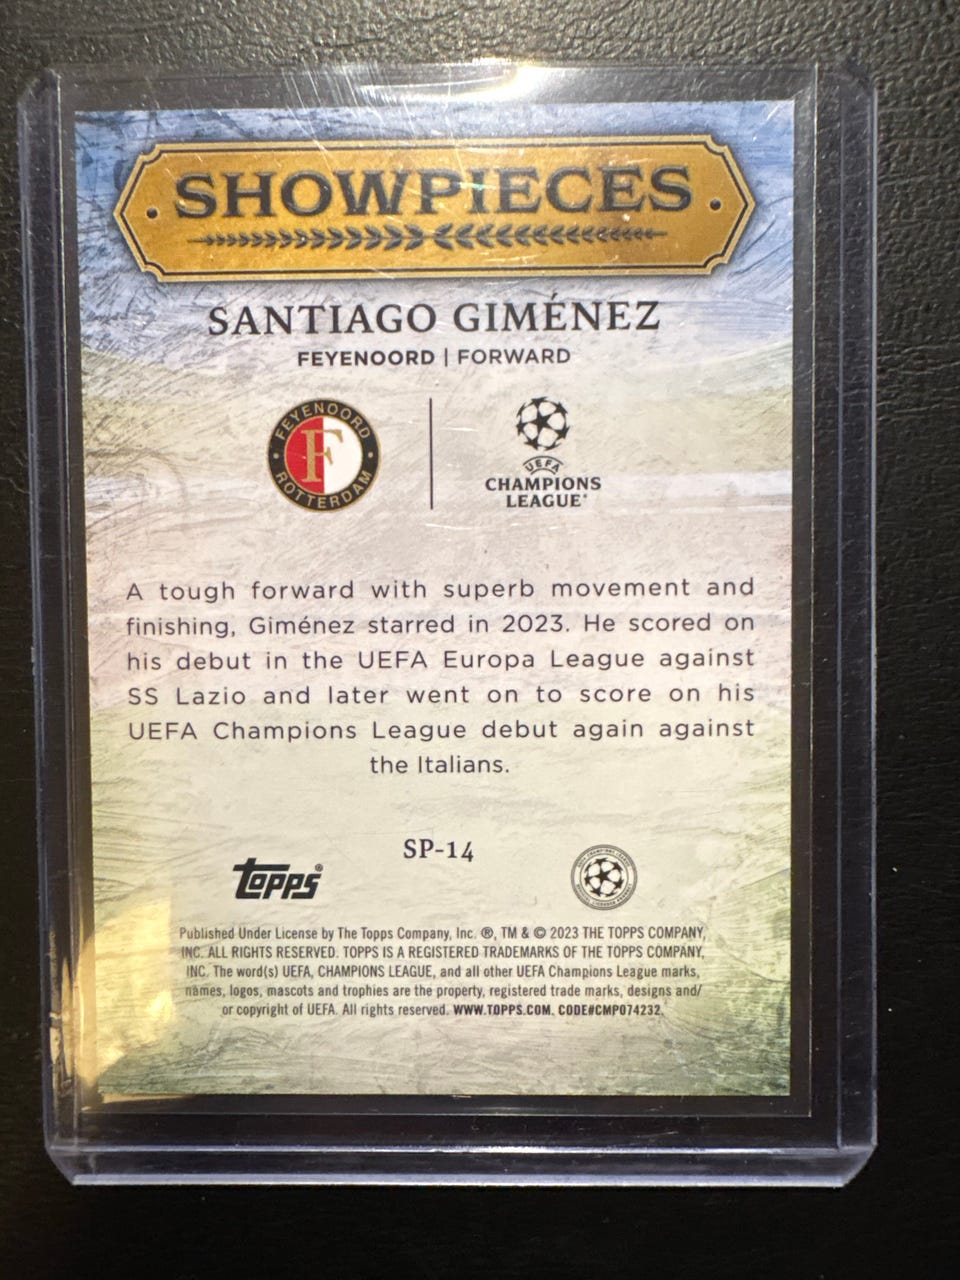 SHOWPIECES
SANTIAGO GIMÉNEZ
FEYENOORD | FORWARD
FEYENOORD
F
ROTTERDAM
UEFA
CHAMPIONS
LEAGUE®
A tough forward with superb movement and
finishing, Giménez starred in 2023. He scored on
his debut in the UEFA Europa League against
SS Lazio and later went on to score on his
UEFA Champions League debut again against
the Italians.
SP-14
Topps®
Published Under License by The Topps Company, Inc. ®, TM & © 2023 THE TOPPS COMPANY,
INC. ALL RIGHTS RESERVED. TOPPS IS A REGISTERED TRADEMARKS OF THE TOPPS COMPANY,
INC. The word(s) UEFA, CHAMPIONS LEAGUE, and all other UEFA Champions League marks,
names, logos, mascots and trophies are the property, registered trade marks, designs and/
or copyright of UEFA. All rights reserved. WWW.TOPPS.COM. CODE#CMP074232.